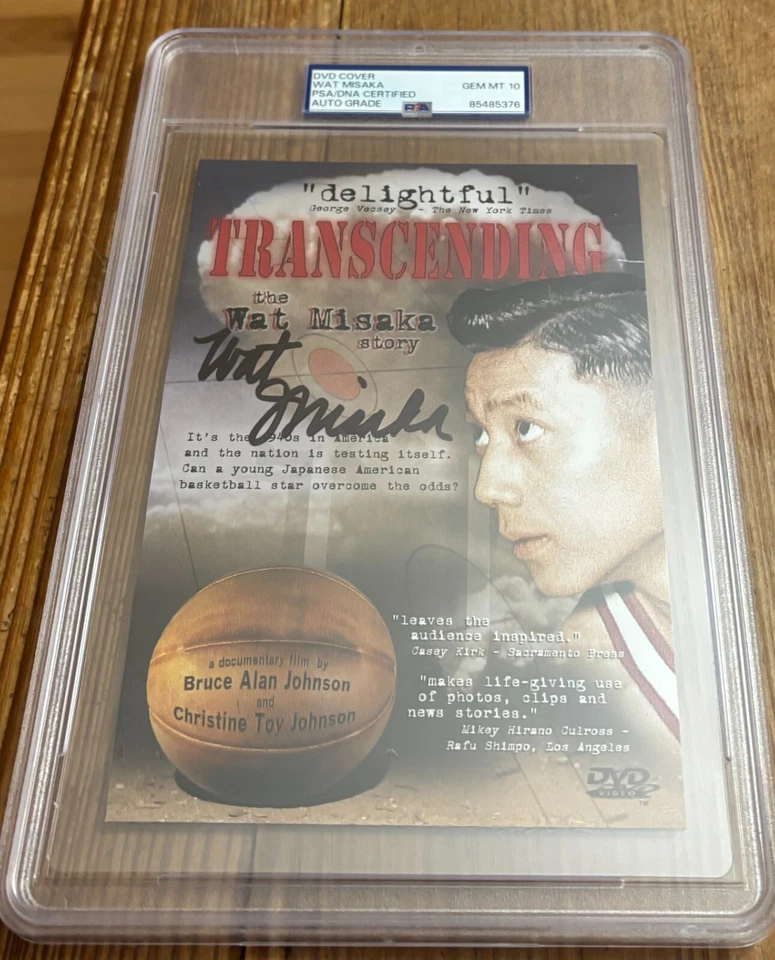 DVD COVER
WAT MISAKA
PSA/DNA CERTIFIED
AUTO GRADE
GEM MT 10
85485376
PSA
"delightful"
George Vecsey - The New York Times
TRANSCENDING
the
Wat Misaka
story
Wat
Misaka
It's the 1940s in America
and the nation is testing itself.
Can a young Japanese American
basketball star overcome the odds?
a documentary film by
Bruce Alan Johnson
and
Christine Toy Johnson
"leaves the
audience inspired."
Casey Kirk - Sacramento Press
"makes life-giving use
of photos, clips and
news stories."
Mikey Hirano Culross -
Rafu Shimpo, Los Angeles
DVD
VIDEO
TM